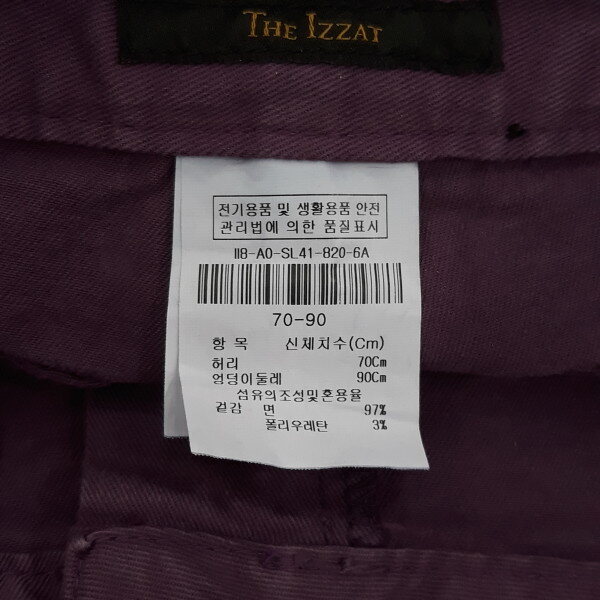 THE IZZAT
전기용품 및 생활용품 안전
관리법에 의한 품질표시
II8-A0-SL41-820-6A
70-90
항 목 신체치수(Cm)
허리 70Cm
엉덩이둘레 90Cm
섬유의조성및혼용율
겉감 면 97%
폴리우레탄 3%